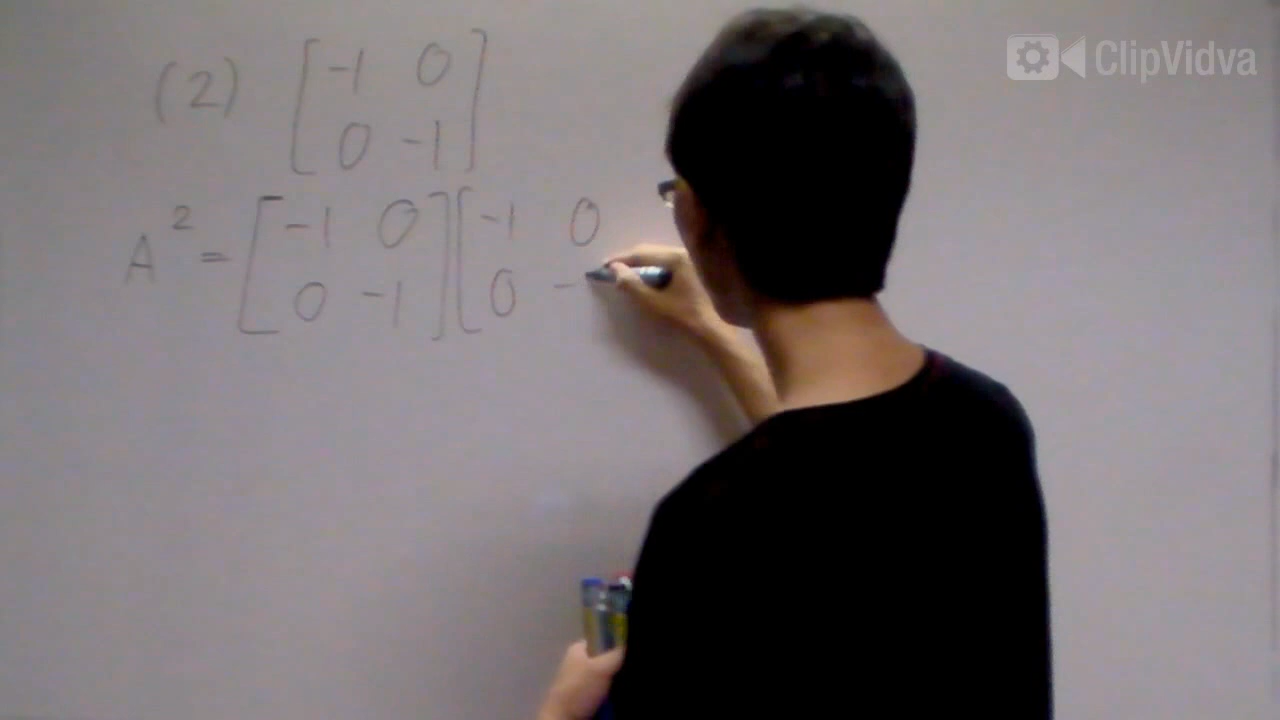 ClipVidva
(2) [-1 0
0 -1]
A² = [-1 0
0 -1] [-1 0
0 -